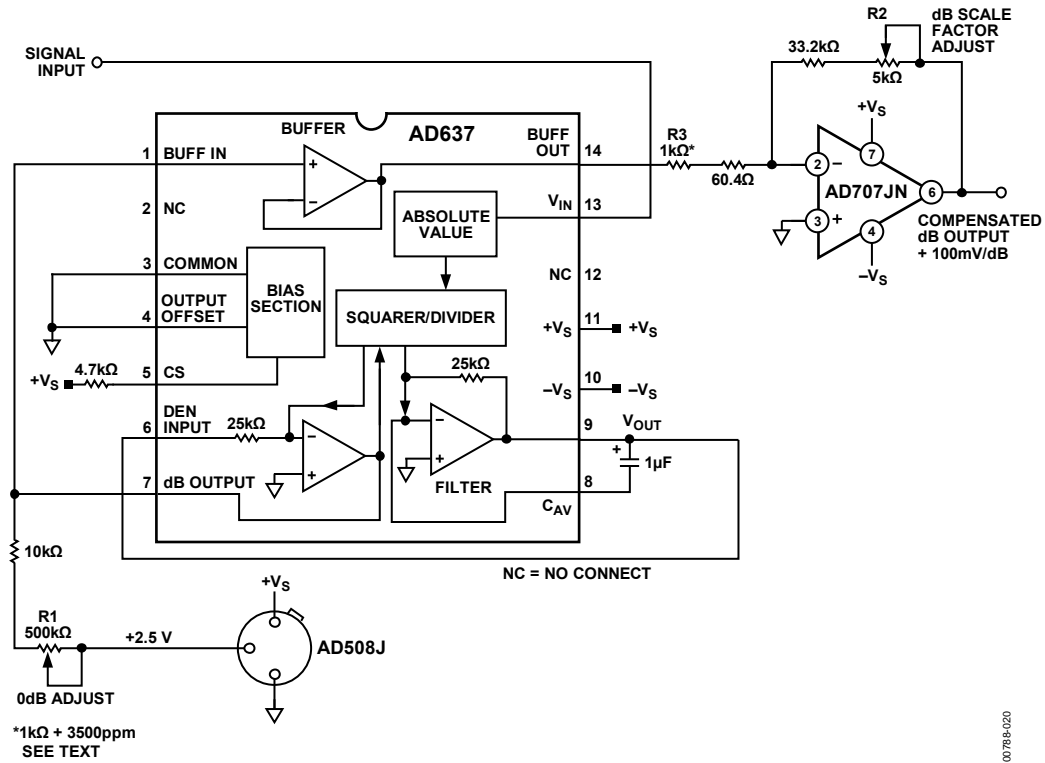 SIGNAL
INPUT
R2
dB SCALE
FACTOR
ADJUST
33.2kΩ
5kΩ
+VS
BUFFER
AD637
BUFF
OUT
1
BUFF IN
+
−
14
R3
1kΩ*
60.4Ω
2
−
7
AD707JN
6
3
+
4
−VS
COMPENSATED
dB OUTPUT
+ 100mV/dB
2
NC
ABSOLUTE
VALUE
VIN
13
3
COMMON
BIAS
SECTION
NC
12
4
OUTPUT
OFFSET
SQUARER/DIVIDER
11
+VS
+VS
+VS
4.7kΩ
5
CS
25kΩ
10
−VS
−VS
6
DEN
INPUT
25kΩ
−
+
−
+
FILTER
9
VOUT
+
1µF
8
CAV
7
dB OUTPUT
NC = NO CONNECT
10kΩ
R1
500kΩ
+2.5 V
+VS
AD508J
0dB ADJUST
*1kΩ + 3500ppm
SEE TEXT
00788-020